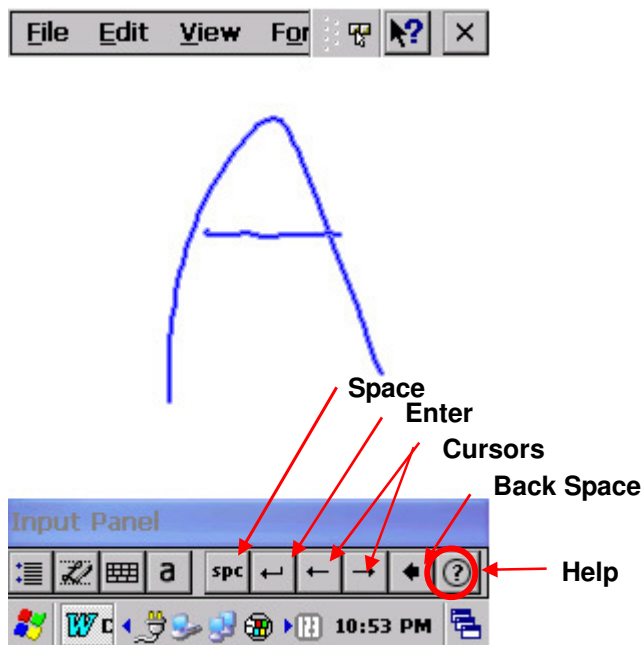 File Edit View For ?
A
Space
Enter
Cursors
Back Space
Input Panel
a spc ?
Help
W D 10:53 PM